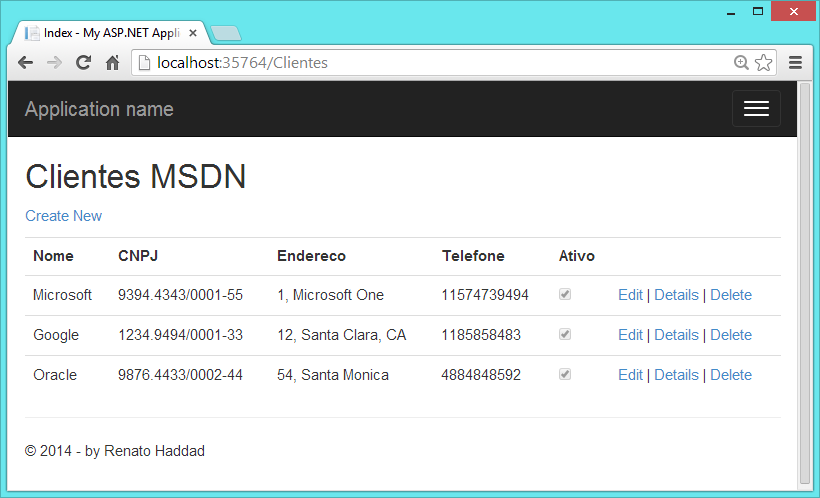 Index - My ASP.NET Appli
localhost:35764/Clientes
Application name
Clientes MSDN
Create New
Nome CNPJ Endereco Telefone Ativo
Microsoft 9394.4343/0001-55 1, Microsoft One 11574739494 Edit | Details | Delete
Google 1234.9494/0001-33 12, Santa Clara, CA 1185858483 Edit | Details | Delete
Oracle 9876.4433/0002-44 54, Santa Monica 4884848592 Edit | Details | Delete
© 2014 - by Renato Haddad